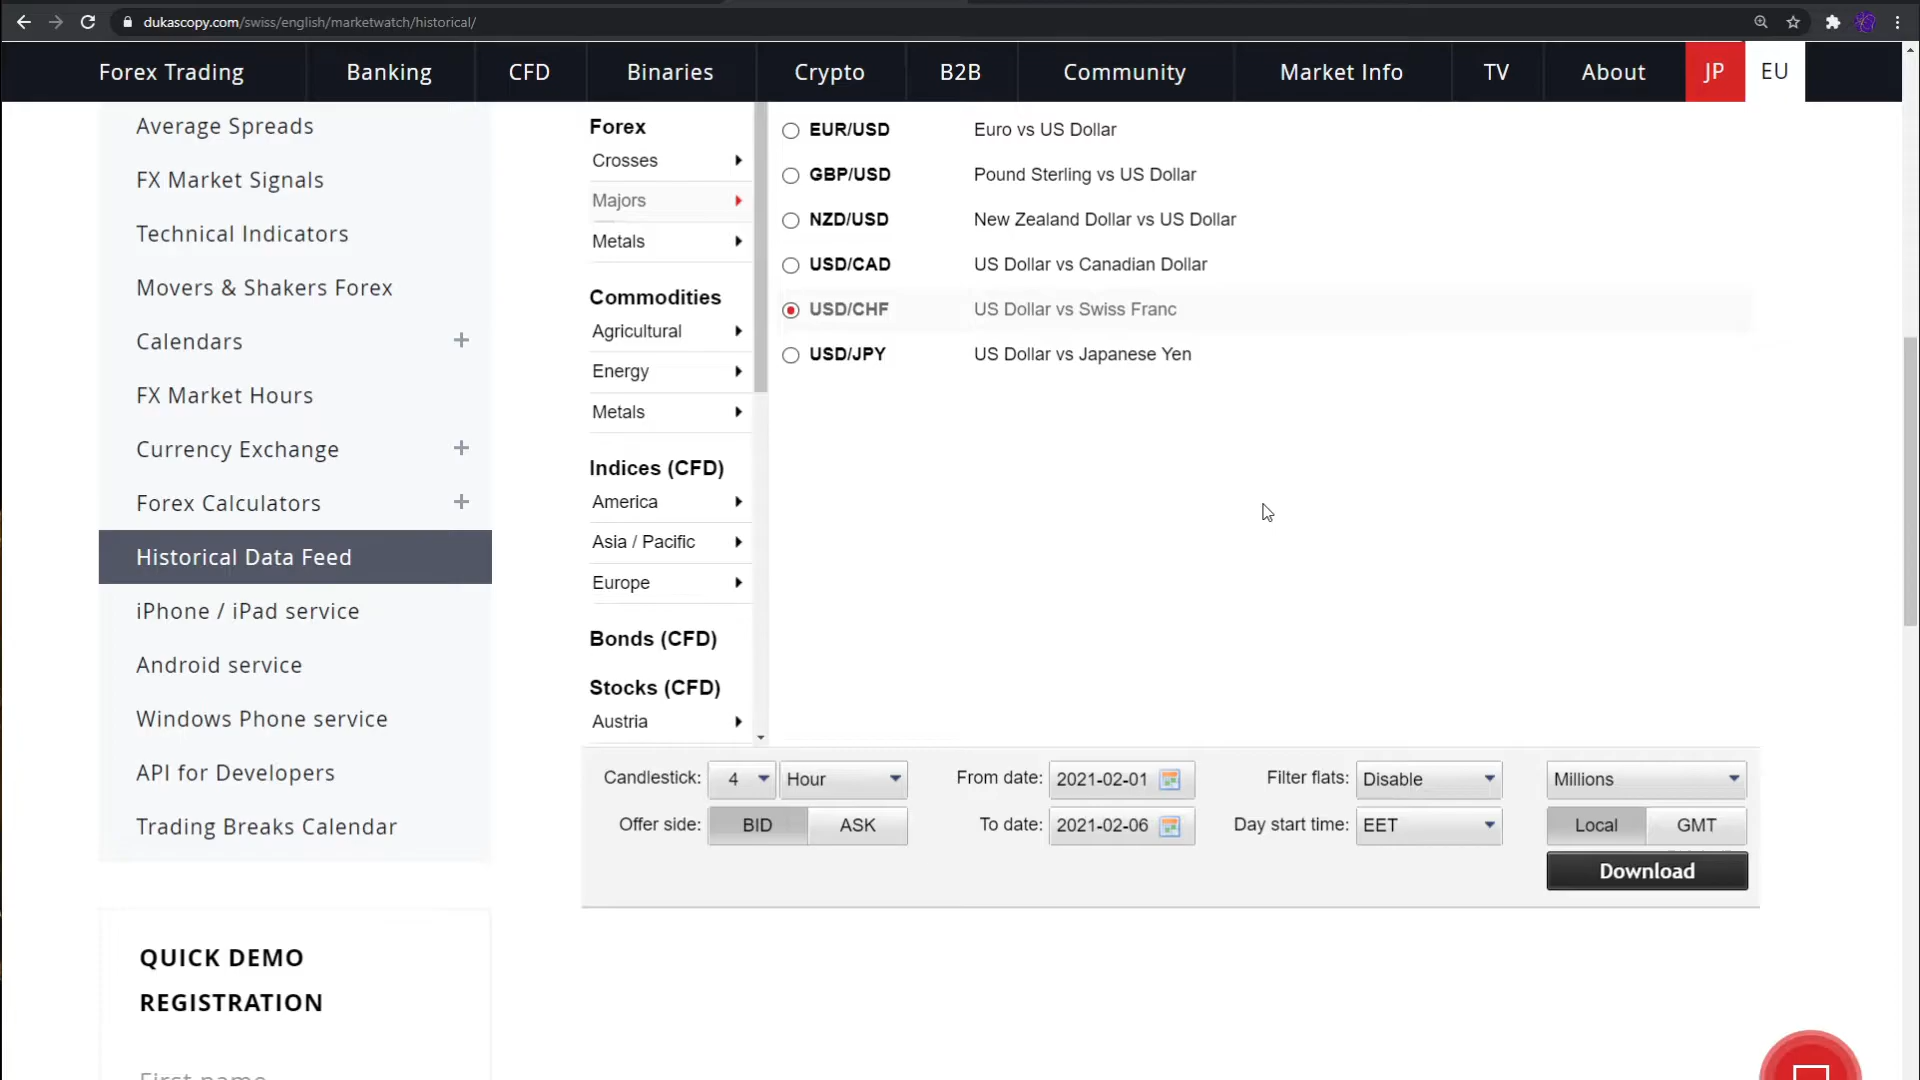 dukascopy.com/swiss/english/marketwatch/historical/
Forex Trading Banking CFD Binaries Crypto B2B Community Market Info TV About JP EU
Average Spreads
FX Market Signals
Technical Indicators
Movers & Shakers Forex
Calendars +
FX Market Hours
Currency Exchange +
Forex Calculators +
Historical Data Feed
iPhone / iPad service
Android service
Windows Phone service
API for Developers
Trading Breaks Calendar
QUICK DEMO
REGISTRATION
First name
Forex
Crosses
Majors
Metals
Commodities
Agricultural
Energy
Metals
Indices (CFD)
America
Asia / Pacific
Europe
Bonds (CFD)
Stocks (CFD)
Austria
EUR/USD Euro vs US Dollar
GBP/USD Pound Sterling vs US Dollar
NZD/USD New Zealand Dollar vs US Dollar
USD/CAD US Dollar vs Canadian Dollar
USD/CHF US Dollar vs Swiss Franc
USD/JPY US Dollar vs Japanese Yen
Candlestick: 4 Hour From date: 2021-02-01 Filter flats: Disable Millions
Offer side: BID ASK To date: 2021-02-06 Day start time: EET Local GMT
Download